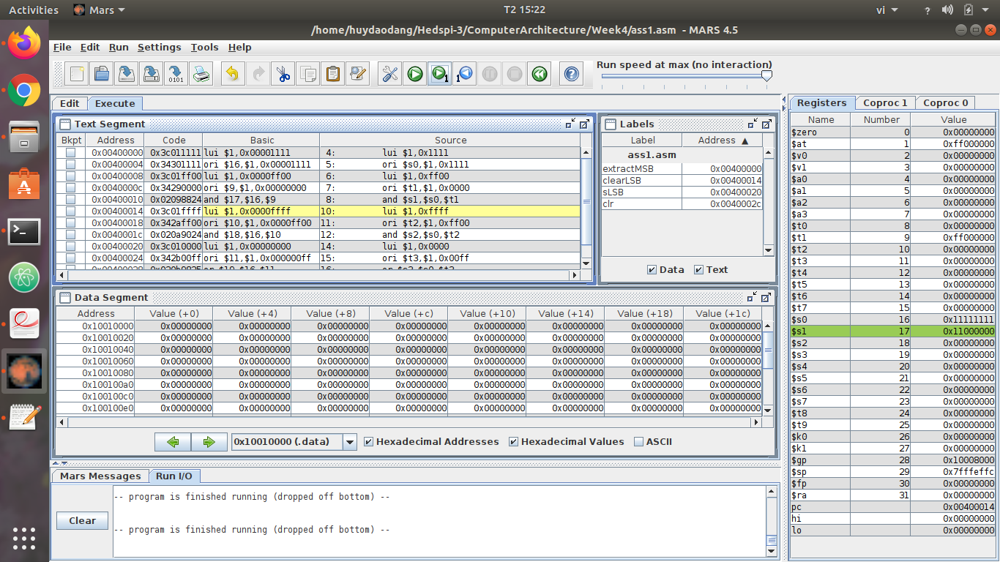 Activities Mars T2 15:22 vi ?
/home/huydaodang/Hedspi-3/ComputerArchitecture/Week4/ass1.asm - MARS 4.5
File Edit Run Settings Tools Help
Run speed at max (no interaction)
Edit Execute
Registers Coproc 1 Coproc 0
Text Segment
Bkpt Address Code Basic Source
0x00400000 0x3c011111 lui $1,0x00001111 4: lui $1,0x1111
0x00400004 0x34301111 ori $16,$1,0x00001111 5: ori $s0,$1,0x1111
0x00400008 0x3c01ff00 lui $1,0x0000ff00 6: lui $1,0xff00
0x0040000c 0x34290000 ori $9,$1,0x00000000 7: ori $t1,$1,0x0000
0x00400010 0x02098824 and $17,$16,$9 8: and $s1,$s0,$t1
0x00400014 0x3c01ffff lui $1,0x0000ffff 10: lui $1,0xffff
0x00400018 0x342aff00 ori $10,$1,0x0000ff00 11: ori $t2,$1,0xff00
0x0040001c 0x020a9024 and $18,$16,$10 12: and $s2,$s0,$t2
0x00400020 0x3c010000 lui $1,0x00000000 14: lui $1,0x0000
0x00400024 0x342b00ff ori $11,$1,0x000000ff 15: ori $t3,$1,0x00ff
Labels
Label Address ▲
ass1.asm
extractMSB 0x00400000
clearLSB 0x00400014
sLSB 0x00400020
clr 0x0040002c
Data Text
Data Segment
Address Value (+0) Value (+4) Value (+8) Value (+c) Value (+10) Value (+14) Value (+18) Value (+1c)
0x10010000 0x00000000 0x00000000 0x00000000 0x00000000 0x00000000 0x00000000 0x00000000 0x00000000
0x10010020 0x00000000 0x00000000 0x00000000 0x00000000 0x00000000 0x00000000 0x00000000 0x00000000
0x10010040 0x00000000 0x00000000 0x00000000 0x00000000 0x00000000 0x00000000 0x00000000 0x00000000
0x10010060 0x00000000 0x00000000 0x00000000 0x00000000 0x00000000 0x00000000 0x00000000 0x00000000
0x10010080 0x00000000 0x00000000 0x00000000 0x00000000 0x00000000 0x00000000 0x00000000 0x00000000
0x100100a0 0x00000000 0x00000000 0x00000000 0x00000000 0x00000000 0x00000000 0x00000000 0x00000000
0x100100c0 0x00000000 0x00000000 0x00000000 0x00000000 0x00000000 0x00000000 0x00000000 0x00000000
0x100100e0 0x00000000 0x00000000 0x00000000 0x00000000 0x00000000 0x00000000 0x00000000 0x00000000
0x10010000 (.data) Hexadecimal Addresses Hexadecimal Values ASCII
Mars Messages Run I/O
-- program is finished running (dropped off bottom) --
Clear
-- program is finished running (dropped off bottom) --
Name Number Value
$zero 0 0x00000000
$at 1 0xff000000
$v0 2 0x00000000
$v1 3 0x00000000
$a0 4 0x00000000
$a1 5 0x00000000
$a2 6 0x00000000
$a3 7 0x00000000
$t0 8 0x00000000
$t1 9 0xff000000
$t2 10 0x00000000
$t3 11 0x00000000
$t4 12 0x00000000
$t5 13 0x00000000
$t6 14 0x00000000
$t7 15 0x00000000
$s0 16 0x11111111
$s1 17 0x11000000
$s2 18 0x00000000
$s3 19 0x00000000
$s4 20 0x00000000
$s5 21 0x00000000
$s6 22 0x00000000
$s7 23 0x00000000
$t8 24 0x00000000
$t9 25 0x00000000
$k0 26 0x00000000
$k1 27 0x00000000
$gp 28 0x10008000
$sp 29 0x7fffeffc
$fp 30 0x00000000
$ra 31 0x00000000
pc 0x00400014
hi 0x00000000
lo 0x00000000